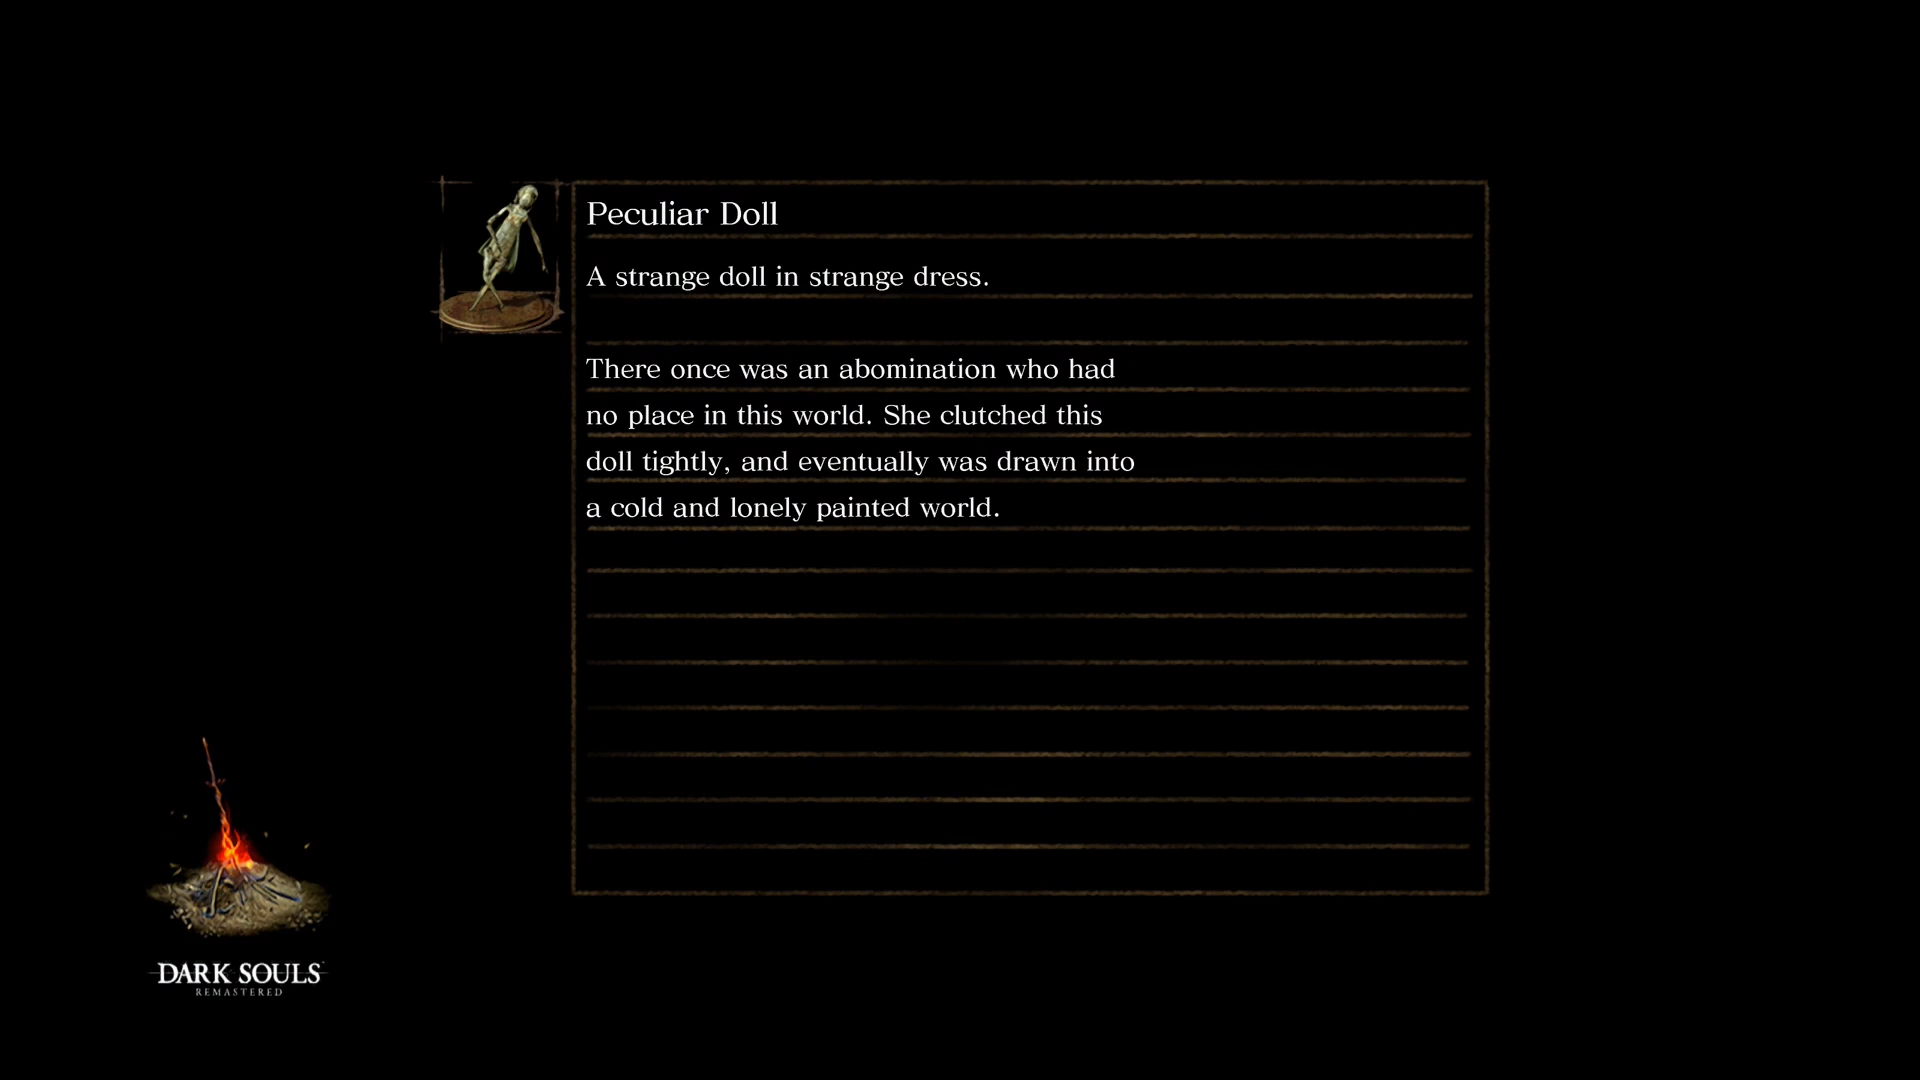 Peculiar Doll
A strange doll in strange dress.
There once was an abomination who had
no place in this world. She clutched this
doll tightly, and eventually was drawn into
a cold and lonely painted world.
DARK SOULS
REMASTERED